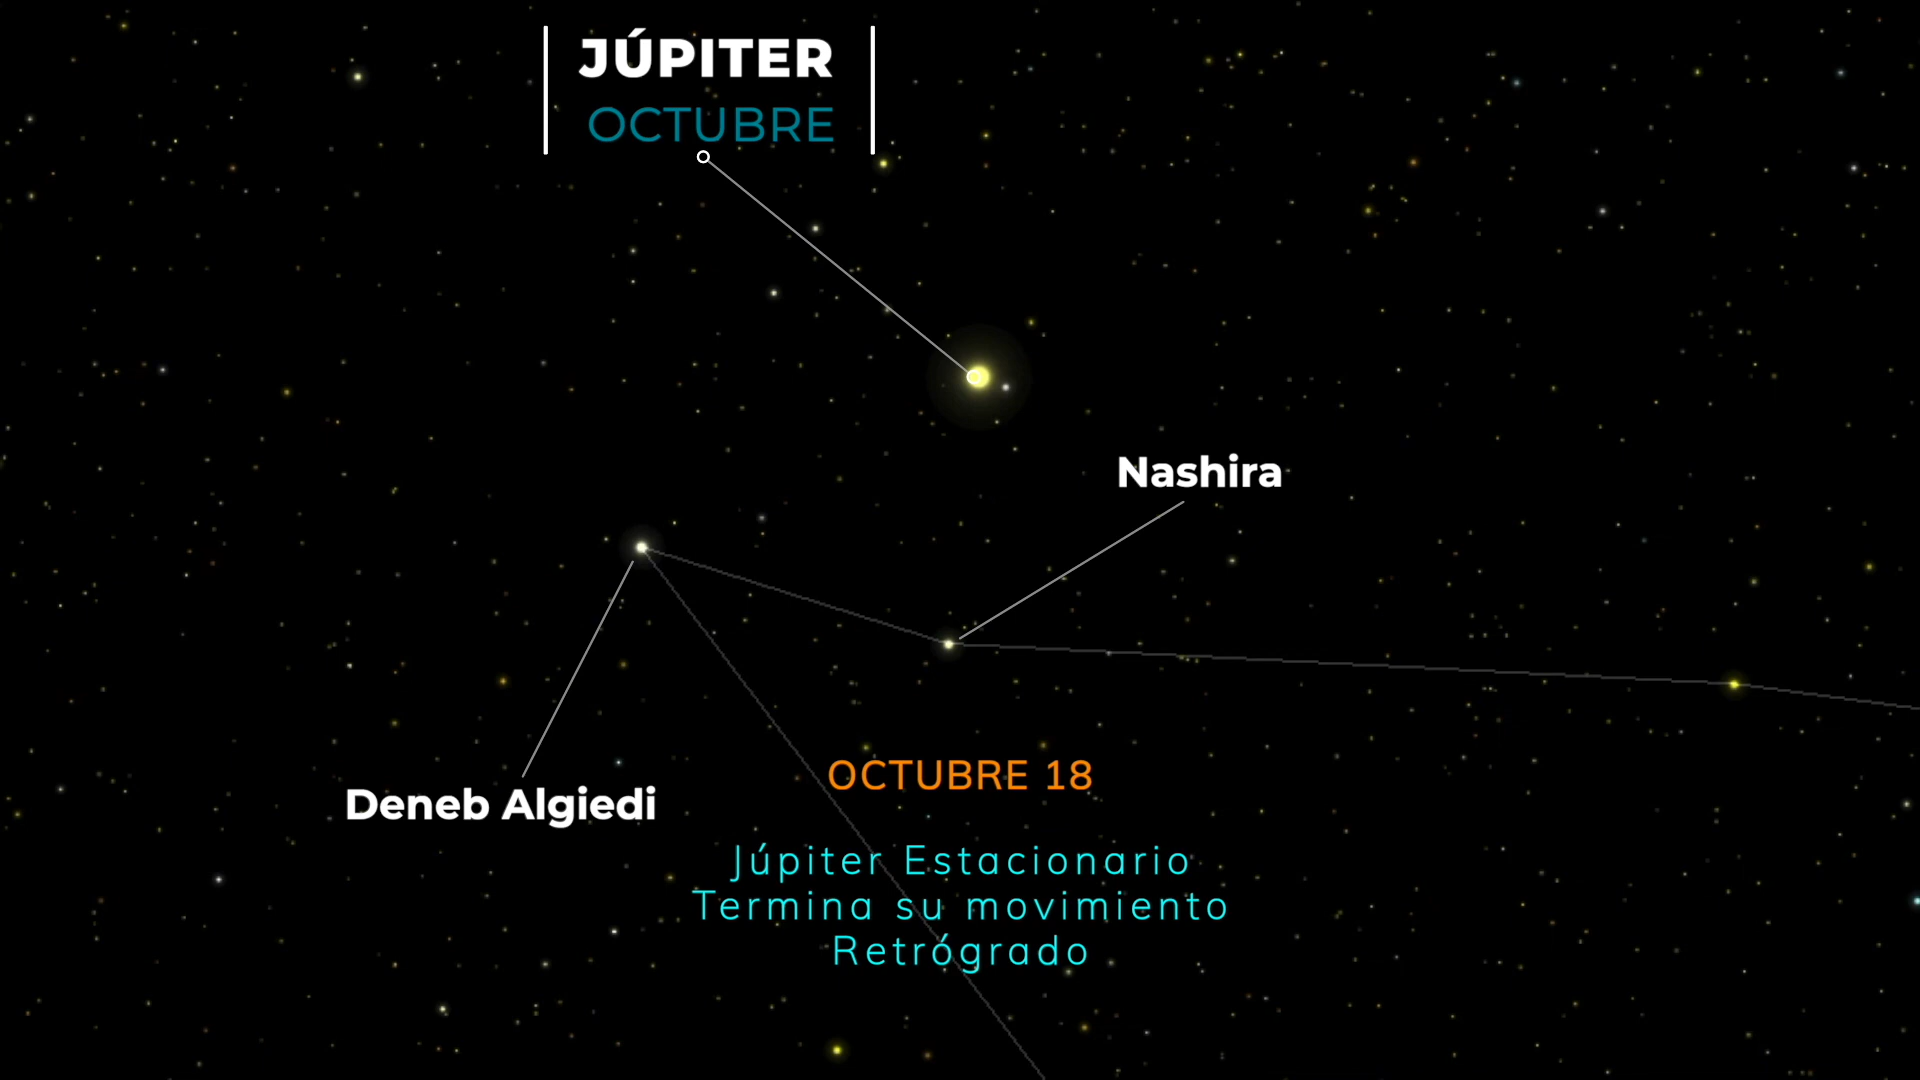 JÚPITER
OCTUBRE
Nashira
Deneb Algiedi
OCTUBRE 18
Júpiter Estacionario
Termina su movimiento
Retrógrado